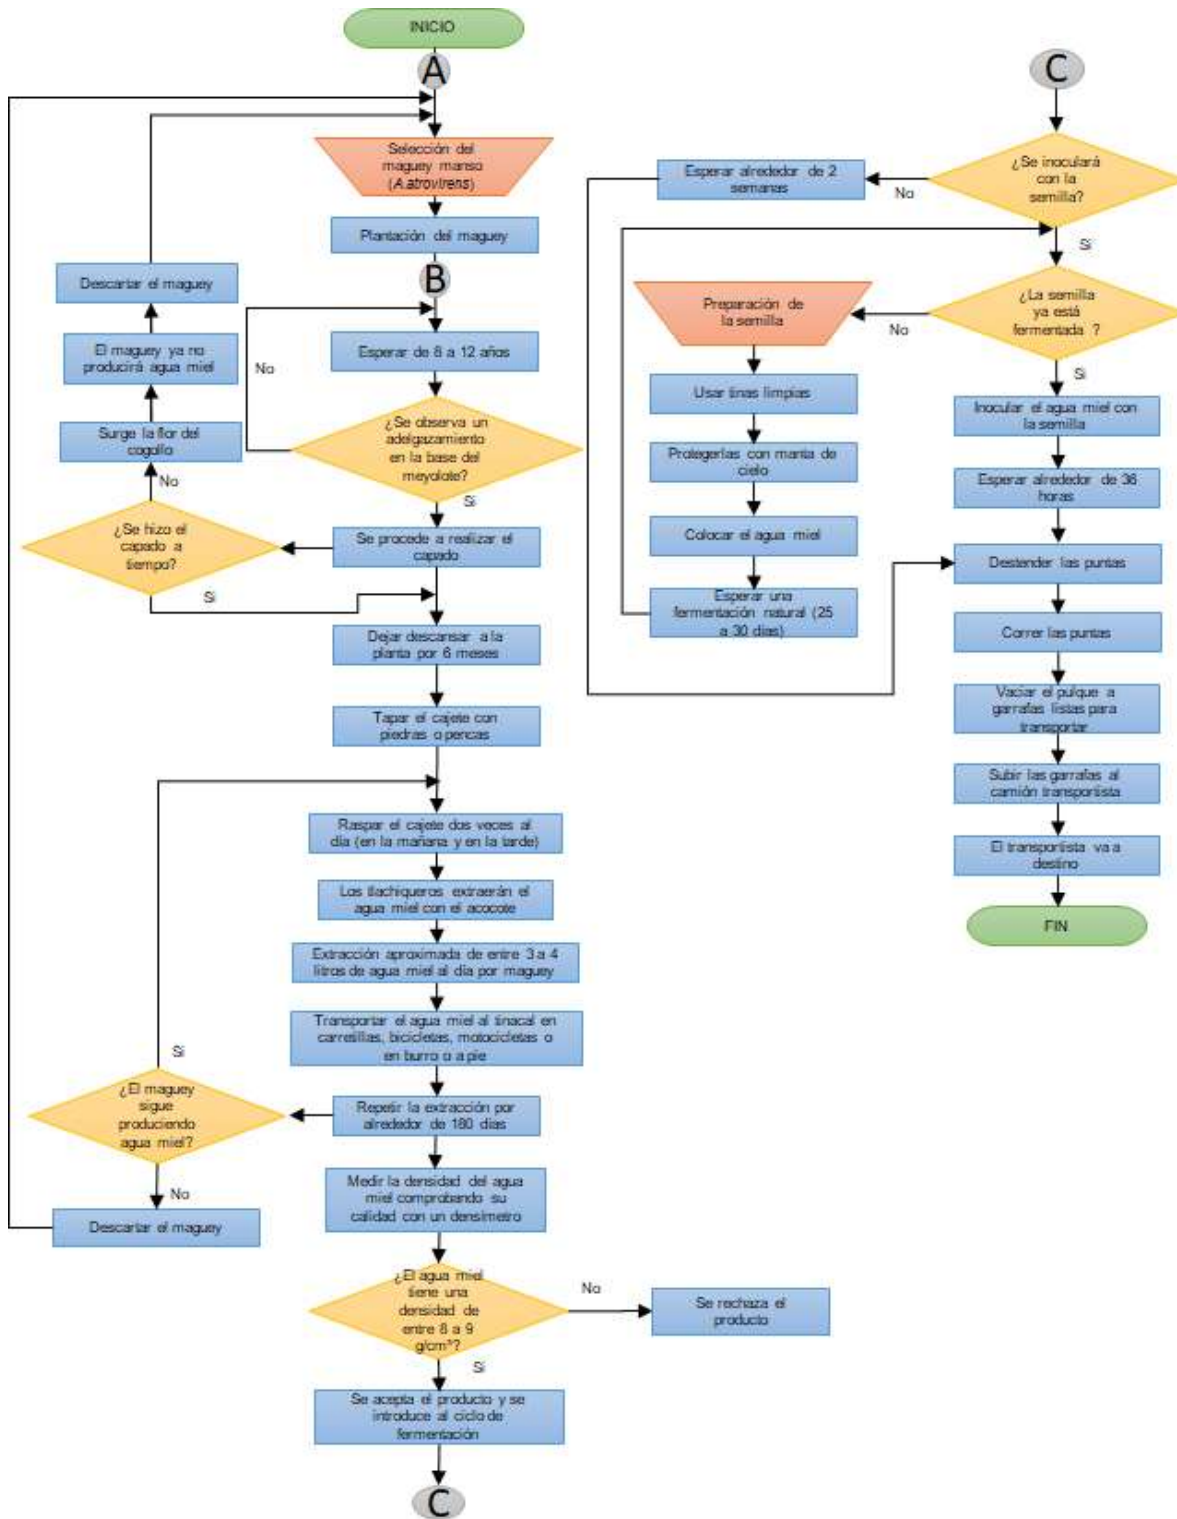 INICIO
A
Selección del
maguey manso
(A.atrovirens)
Plantación del maguey
B
Esperar de 8 a 12 años
No
¿Se observa un
adelgazamiento
en la base del
meyolote?
Si
Se procede a realizar el
capado
¿Se hizo el
capado a
tiempo?
No
Si
Surge la flor del
cogollo
El maguey ya no
producirá agua miel
Descartar el maguey
Dejar descansar a la
planta por 6 meses
Tapar el cajete con
piedras o pencas
Raspar el cajete dos veces al
día (en la mañana y en la tarde)
Los tlachiqueros extraerán el
agua miel con el acocote
Extracción aproximada de entre 3 a 4
litros de agua miel al día por maguey
Transportar el agua miel al tinacal en
carretillas, bicicletas, motocicletas o
en burro o a pie
Repetir la extracción por
alrededor de 180 días
Si
¿El maguey
sigue
produciendo
agua miel?
No
Descartar el maguey
Medir la densidad del agua
miel comprobando su
calidad con un densímetro
¿El agua miel
tiene una
densidad de
entre 8 a 9
g/cm³?
No
Se rechaza el
producto
Si
Se acepta el producto y se
introduce al ciclo de
fermentación
C
C
¿Se inoculará
con la
semilla?
No
Esperar alrededor de 2
semanas
Si
¿La semilla
ya está
fermentada ?
No
Preparación de
la semilla
Usar tinas limpias
Protegerlas con manta de
cielo
Colocar el agua miel
Esperar una
fermentación natural (25
a 30 días)
Si
Inocular el agua miel con
la semilla
Esperar alrededor de 36
horas
Destender las puntas
Correr las puntas
Vaciar el pulque a
garrafas listas para
transportar
Subir las garrafas al
camión transportista
El transportista va a
destino
FIN